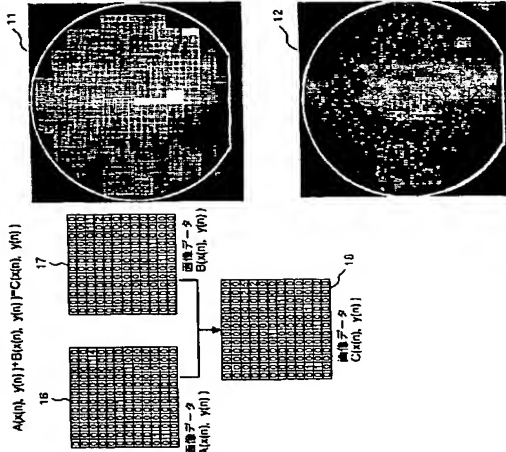 A(x(n), y(n))*B(x(n), y(n))=C(x(n), y(n))
16
17
画像データ
A(x(n), y(n))
画像データ
B(x(n), y(n))
18
画像データ
C(x(n), y(n))
11
12